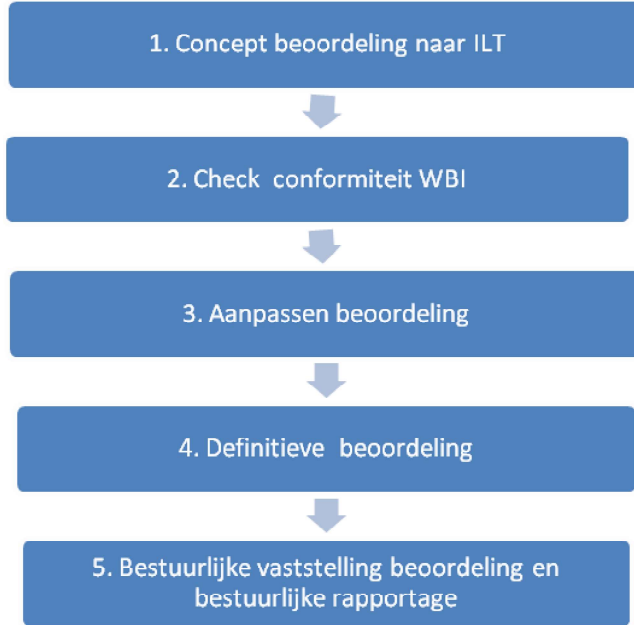 1. Concept beoordeling naar ILT
2. Check conformiteit WBI
3. Aanpassen beoordeling
4. Definitieve beoordeling
5. Bestuurlijke vaststelling beoordeling en
bestuurlijke rapportage